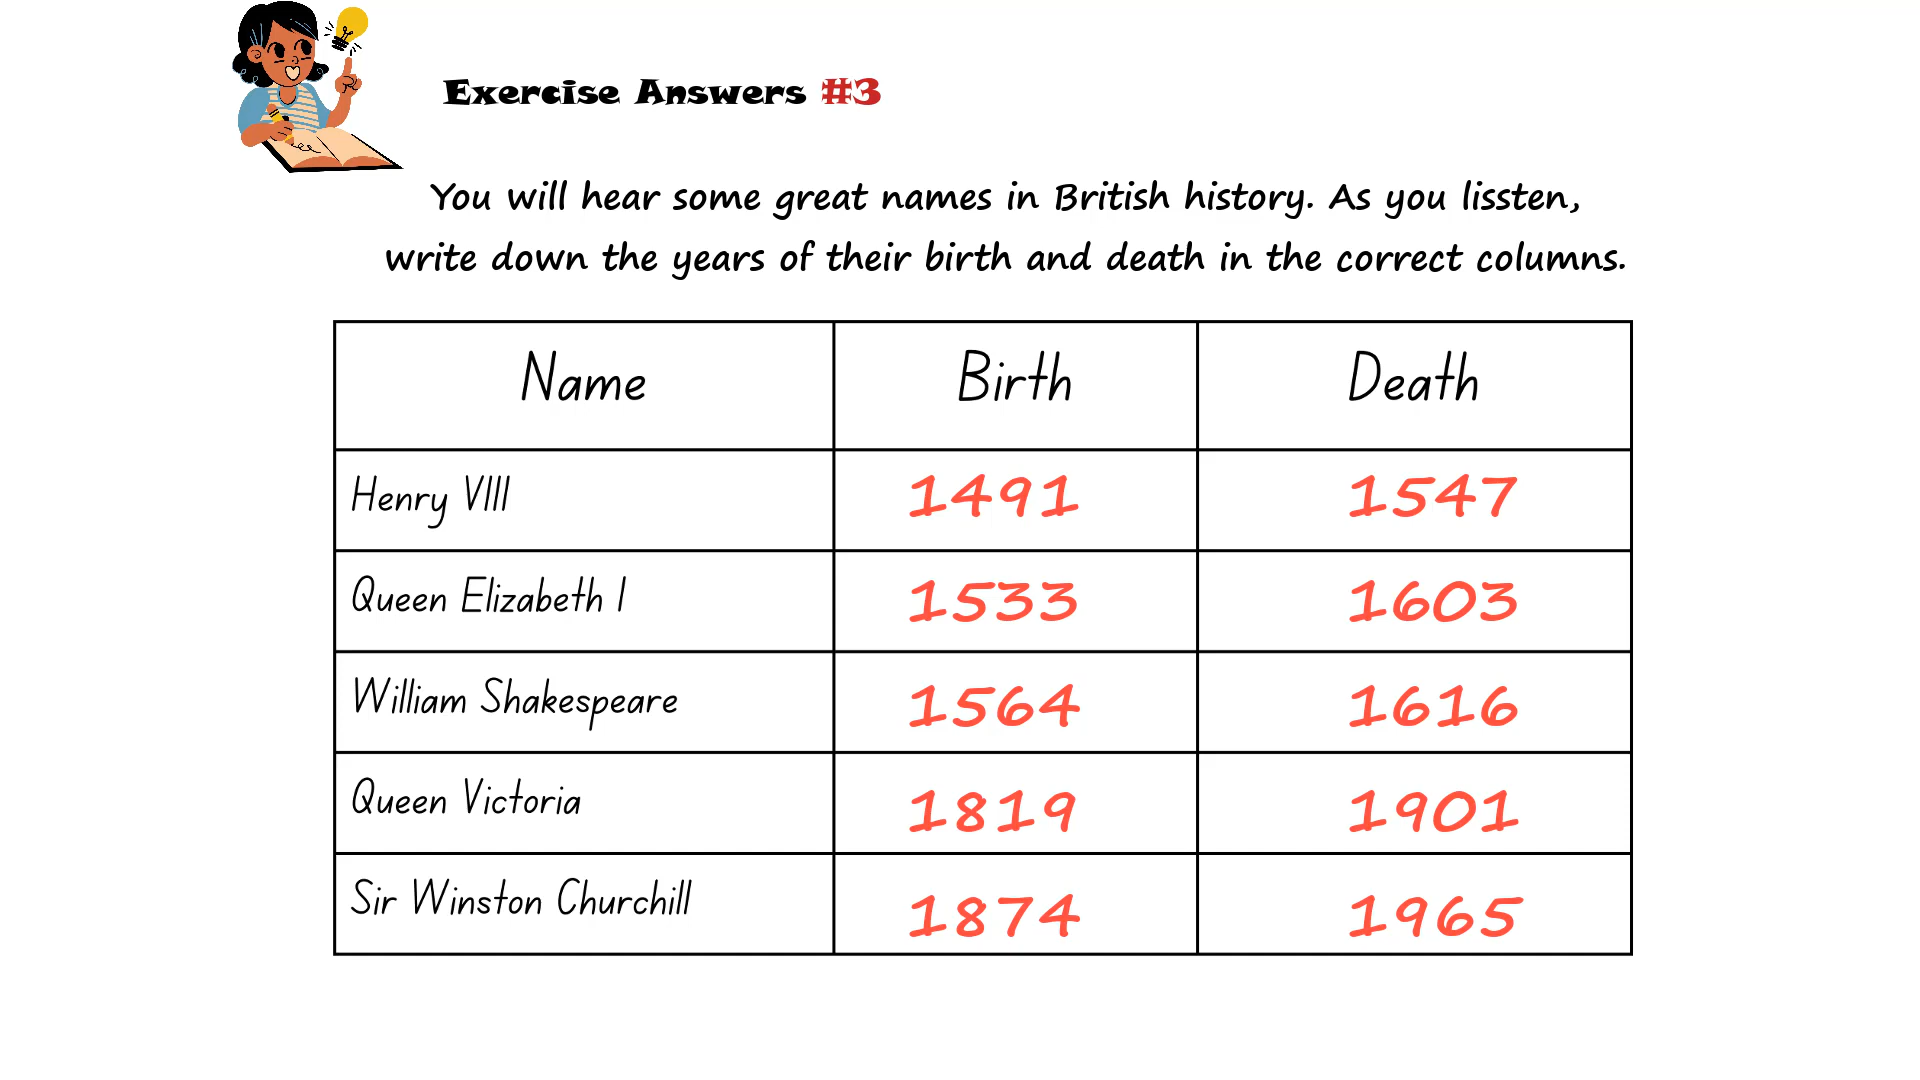 Exercise Answers #3
You will hear some great names in British history. As you lissten,
write down the years of their birth and death in the correct columns.
Name Birth Death
Henry VIII 1491 1547
Queen Elizabeth I 1533 1603
William Shakespeare 1564 1616
Queen Victoria 1819 1901
Sir Winston Churchill 1874 1965